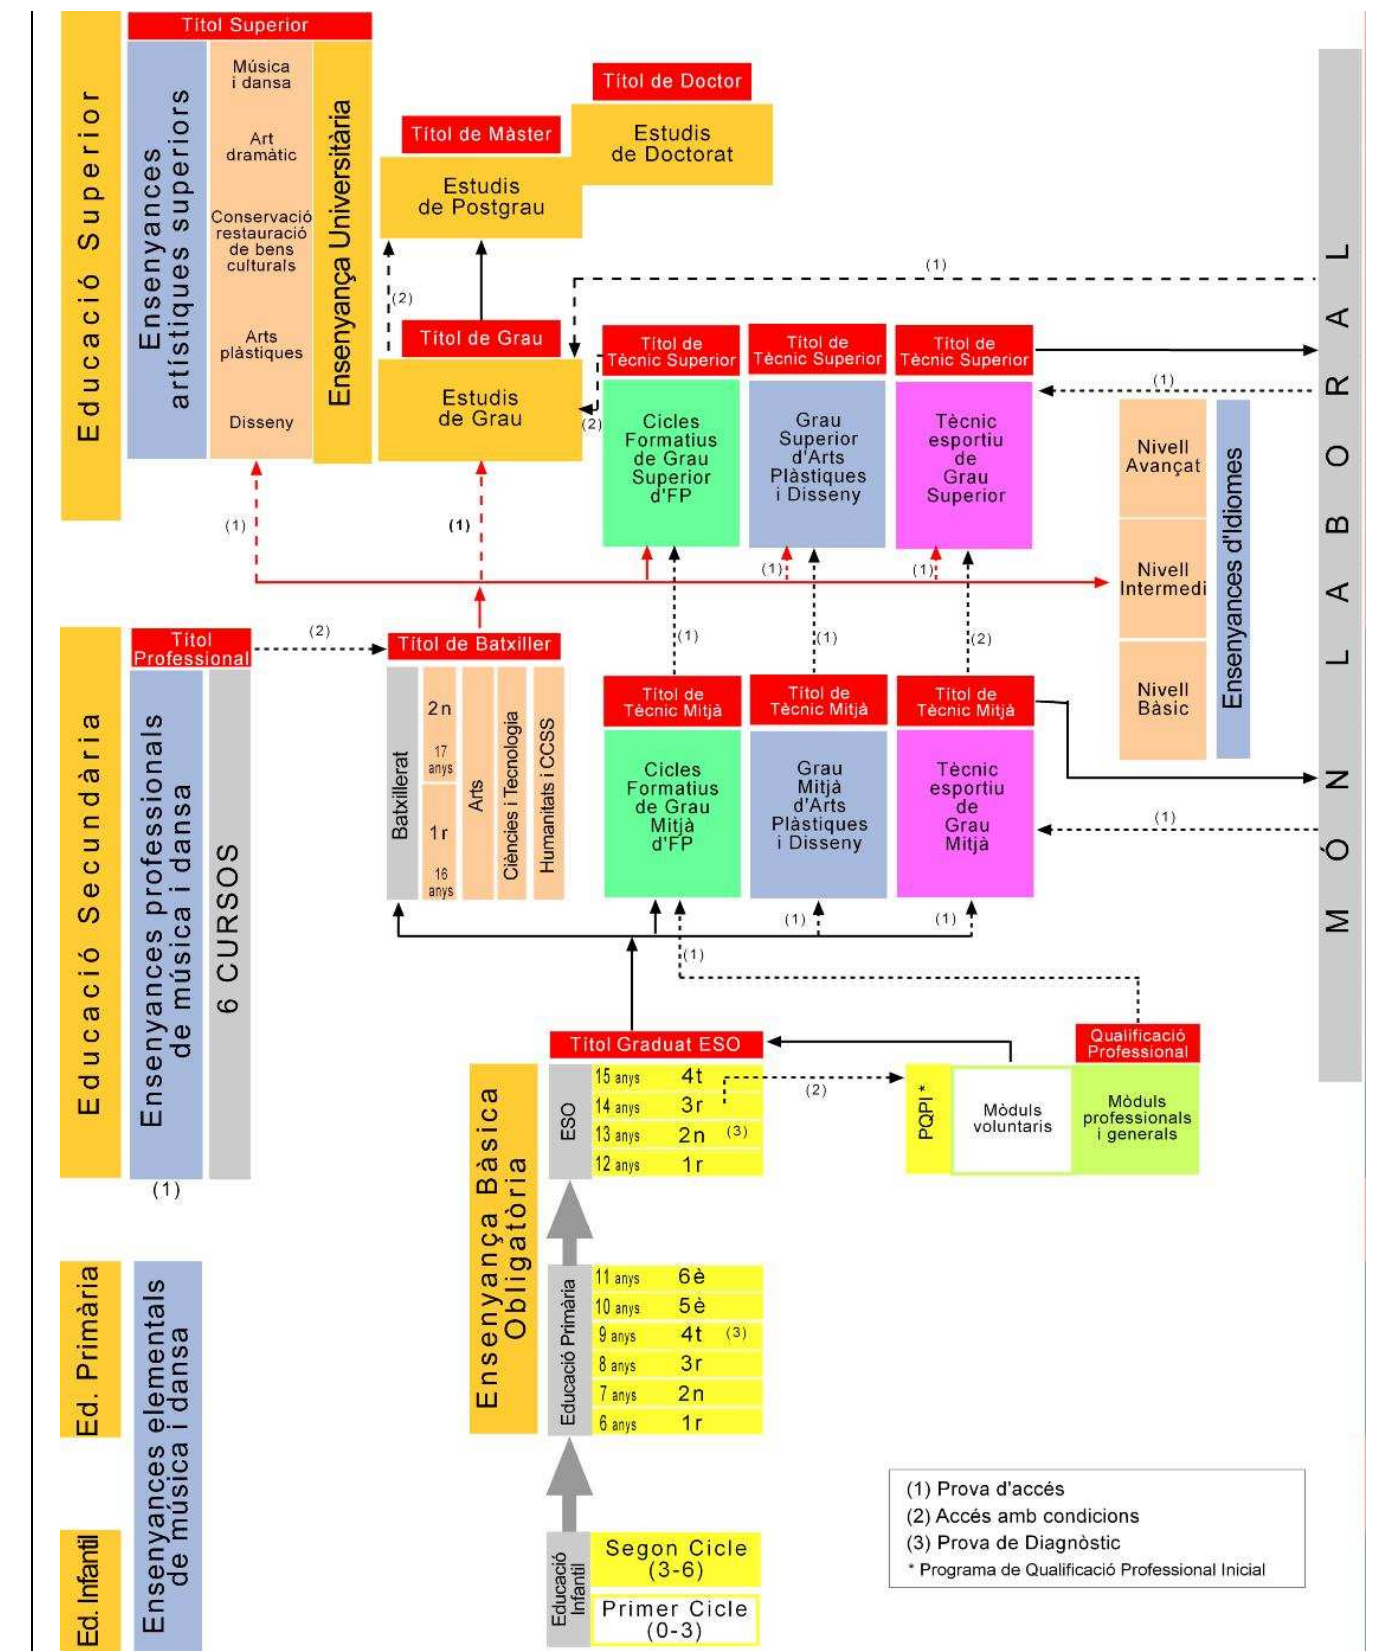 Títol Superior
Educació Superior
Ensenyances
artístiques superiors
Música
i dansa
Art
dramàtic
Conservació
restauració
de bens
culturals
Arts
plàstiques
Disseny
Ensenyança Universitària
Títol de Doctor
Estudis
de Doctorat
Títol de Màster
Estudis
de Postgrau
(2)
(1)
Títol de Grau
Estudis
de Grau
(2)
Títol de
Tècnic Superior
Cicles
Formatius
de Grau
Superior
d'FP
Títol de
Tècnic Superior
Grau
Superior
d'Arts
Plàstiques
i Disseny
Títol de
Tècnic Superior
Tècnic
esportiu
de
Grau
Superior
(1)
Nivell
Avançat
Nivell
Intermedi
Nivell
Bàsic
Ensenyances d'Idiomes
MÓN LABORAL
(1)
(1)
(1)
(1)
(1)
(1)
(2)
Educació Secundària
Títol
Professional
Ensenyances professionals
de música i dansa
6 CURSOS
(1)
(2)
Títol de Batxiller
Batxillerat
2n
17
anys
1r
16
anys
Arts
Ciències i Tecnologia
Humanitats i CCSS
Títol de
Tècnic Mitjà
Cicles
Formatius
de Grau
Mitjà
d'FP
Títol de
Tècnic Mitjà
Grau
Mitjà
d'Arts
Plàstiques
i Disseny
Títol de
Tècnic Mitjà
Tècnic
esportiu
de
Grau
Mitjà
(1)
(1)
(1)
(1)
Títol Graduat ESO
Ensenyança Bàsica
Obligatòria
ESO
15 anys 4t
14 anys 3r
13 anys 2n (3)
12 anys 1r
(2)
PQPI *
Mòduls
voluntaris
Qualificació
Professional
Mòduls
professionals
i generals
Ed. Primària
Ensenyances elementals
de música i dansa
Educació Primària
11 anys 6è
10 anys 5è
9 anys 4t (3)
8 anys 3r
7 anys 2n
6 anys 1r
Ed. Infantil
Educació
Infantil
Segon Cicle
(3-6)
Primer Cicle
(0-3)
(1) Prova d'accés
(2) Accés amb condicions
(3) Prova de Diagnòstic
* Programa de Qualificació Professional Inicial